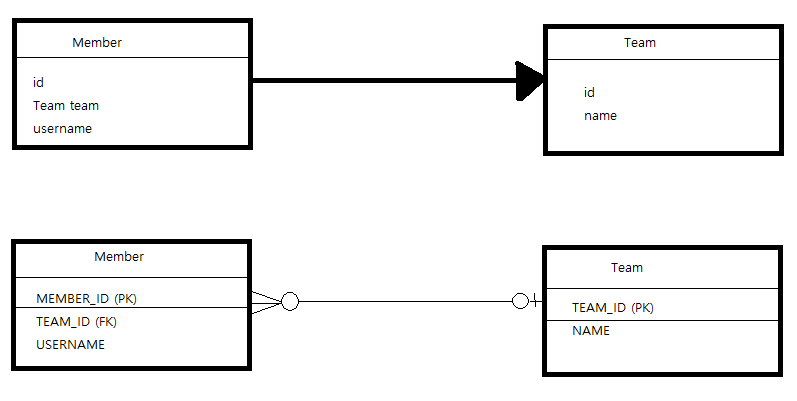 Member
id
Team team
username
Team
id
name
Member
MEMBER_ID (PK)
TEAM_ID (FK)
USERNAME
Team
TEAM_ID (PK)
NAME